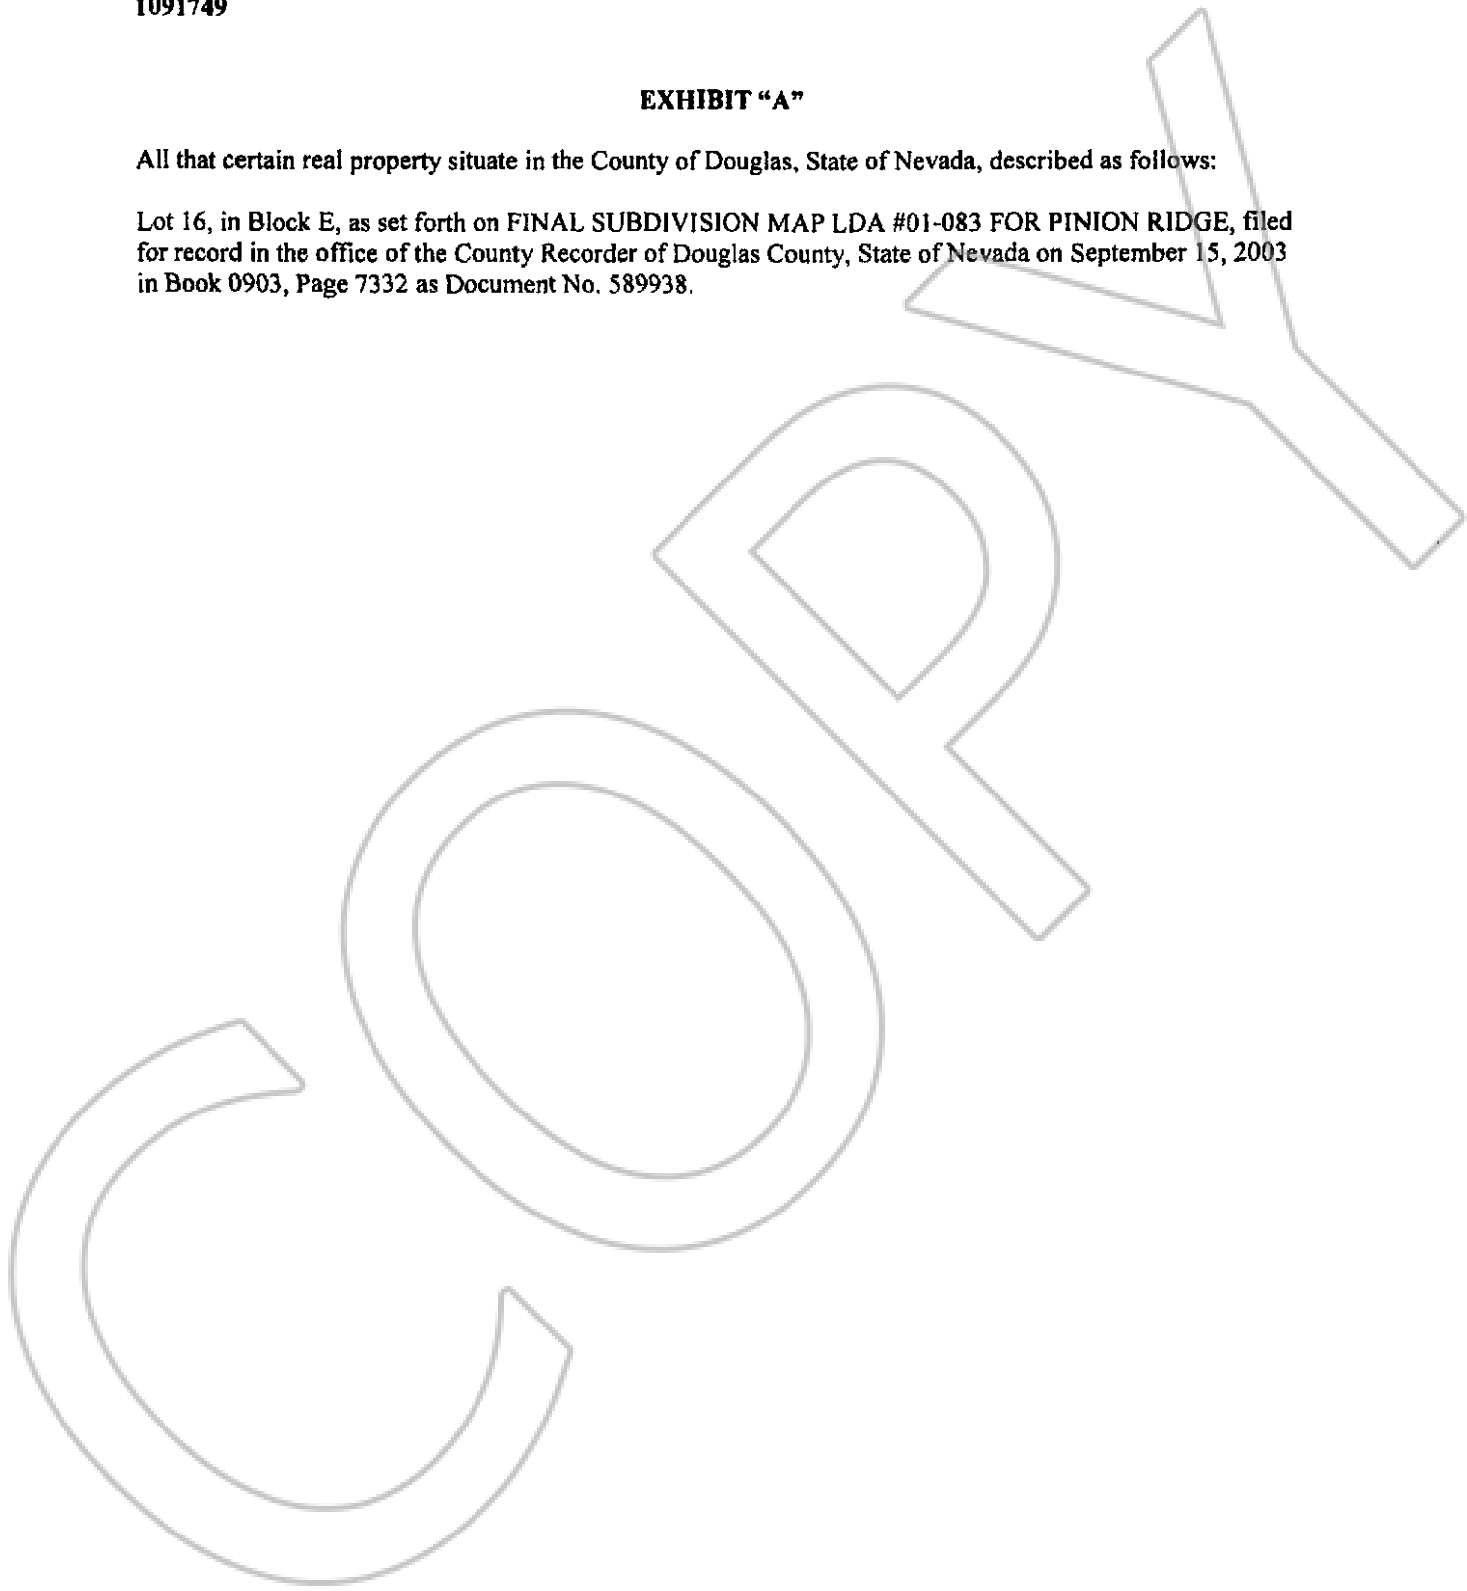 1091749
EXHIBIT “A”
All that certain real property situate in the County of Douglas, State of Nevada, described as follows:
Lot 16, in Block E, as set forth on FINAL SUBDIVISION MAP LDA #01-083 FOR PINION RIDGE, filed
for record in the office of the County Recorder of Douglas County, State of Nevada on September 15, 2003
in Book 0903, Page 7332 as Document No. 589938.
COPY